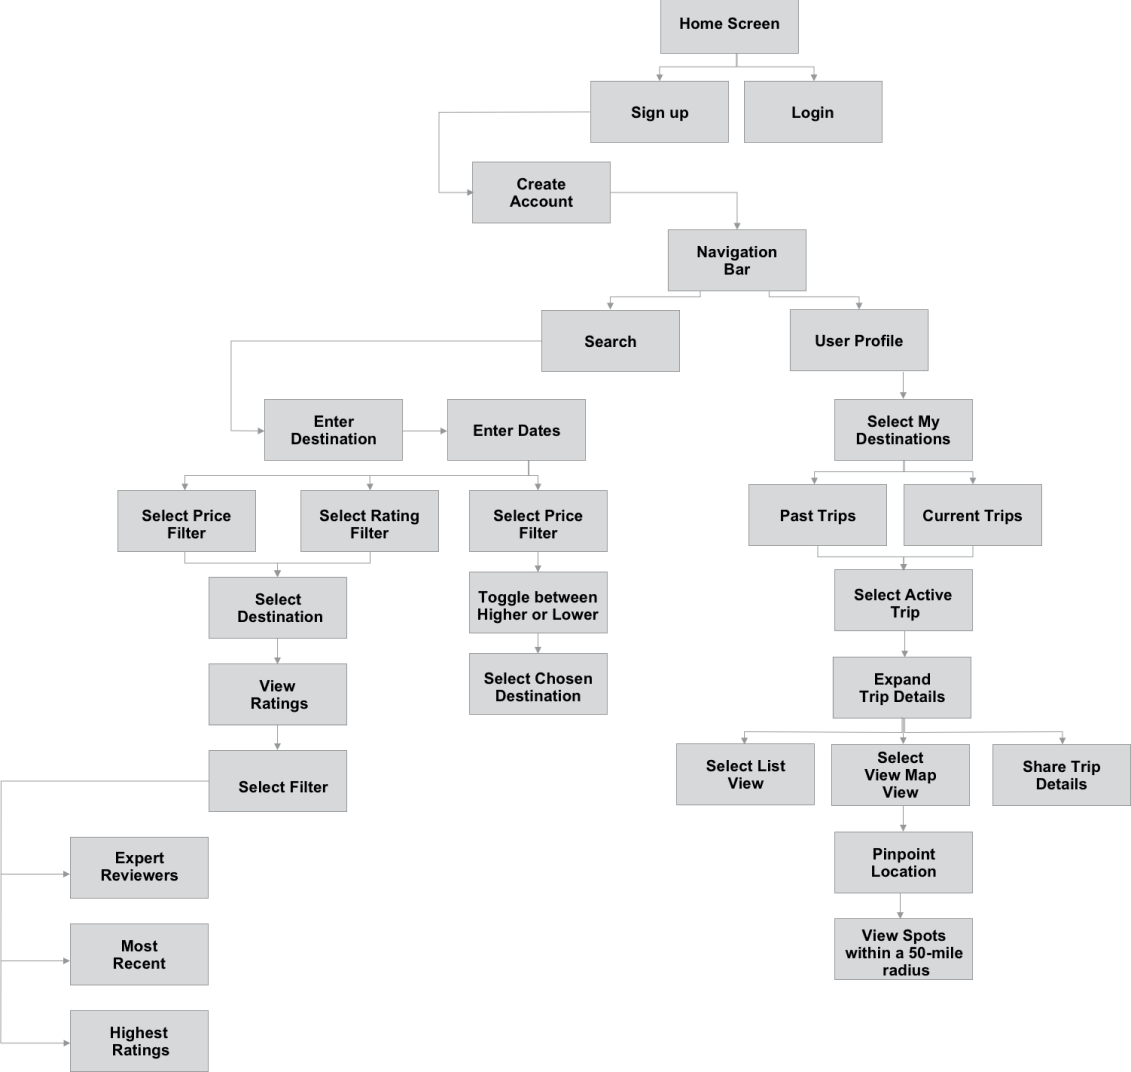 Home Screen
Sign up
Login
Create
Account
Navigation
Bar
Search
User Profile
Enter
Destination
Enter Dates
Select My
Destinations
Select Price
Filter
Select Rating
Filter
Select Price
Filter
Past Trips
Current Trips
Select
Destination
Toggle between
Higher or Lower
Select Active
Trip
View
Ratings
Select Chosen
Destination
Expand
Trip Details
Select Filter
Select List
View
Select
View Map
View
Share Trip
Details
Expert
Reviewers
Pinpoint
Location
Most
Recent
View Spots
within a 50-mile
radius
Highest
Ratings